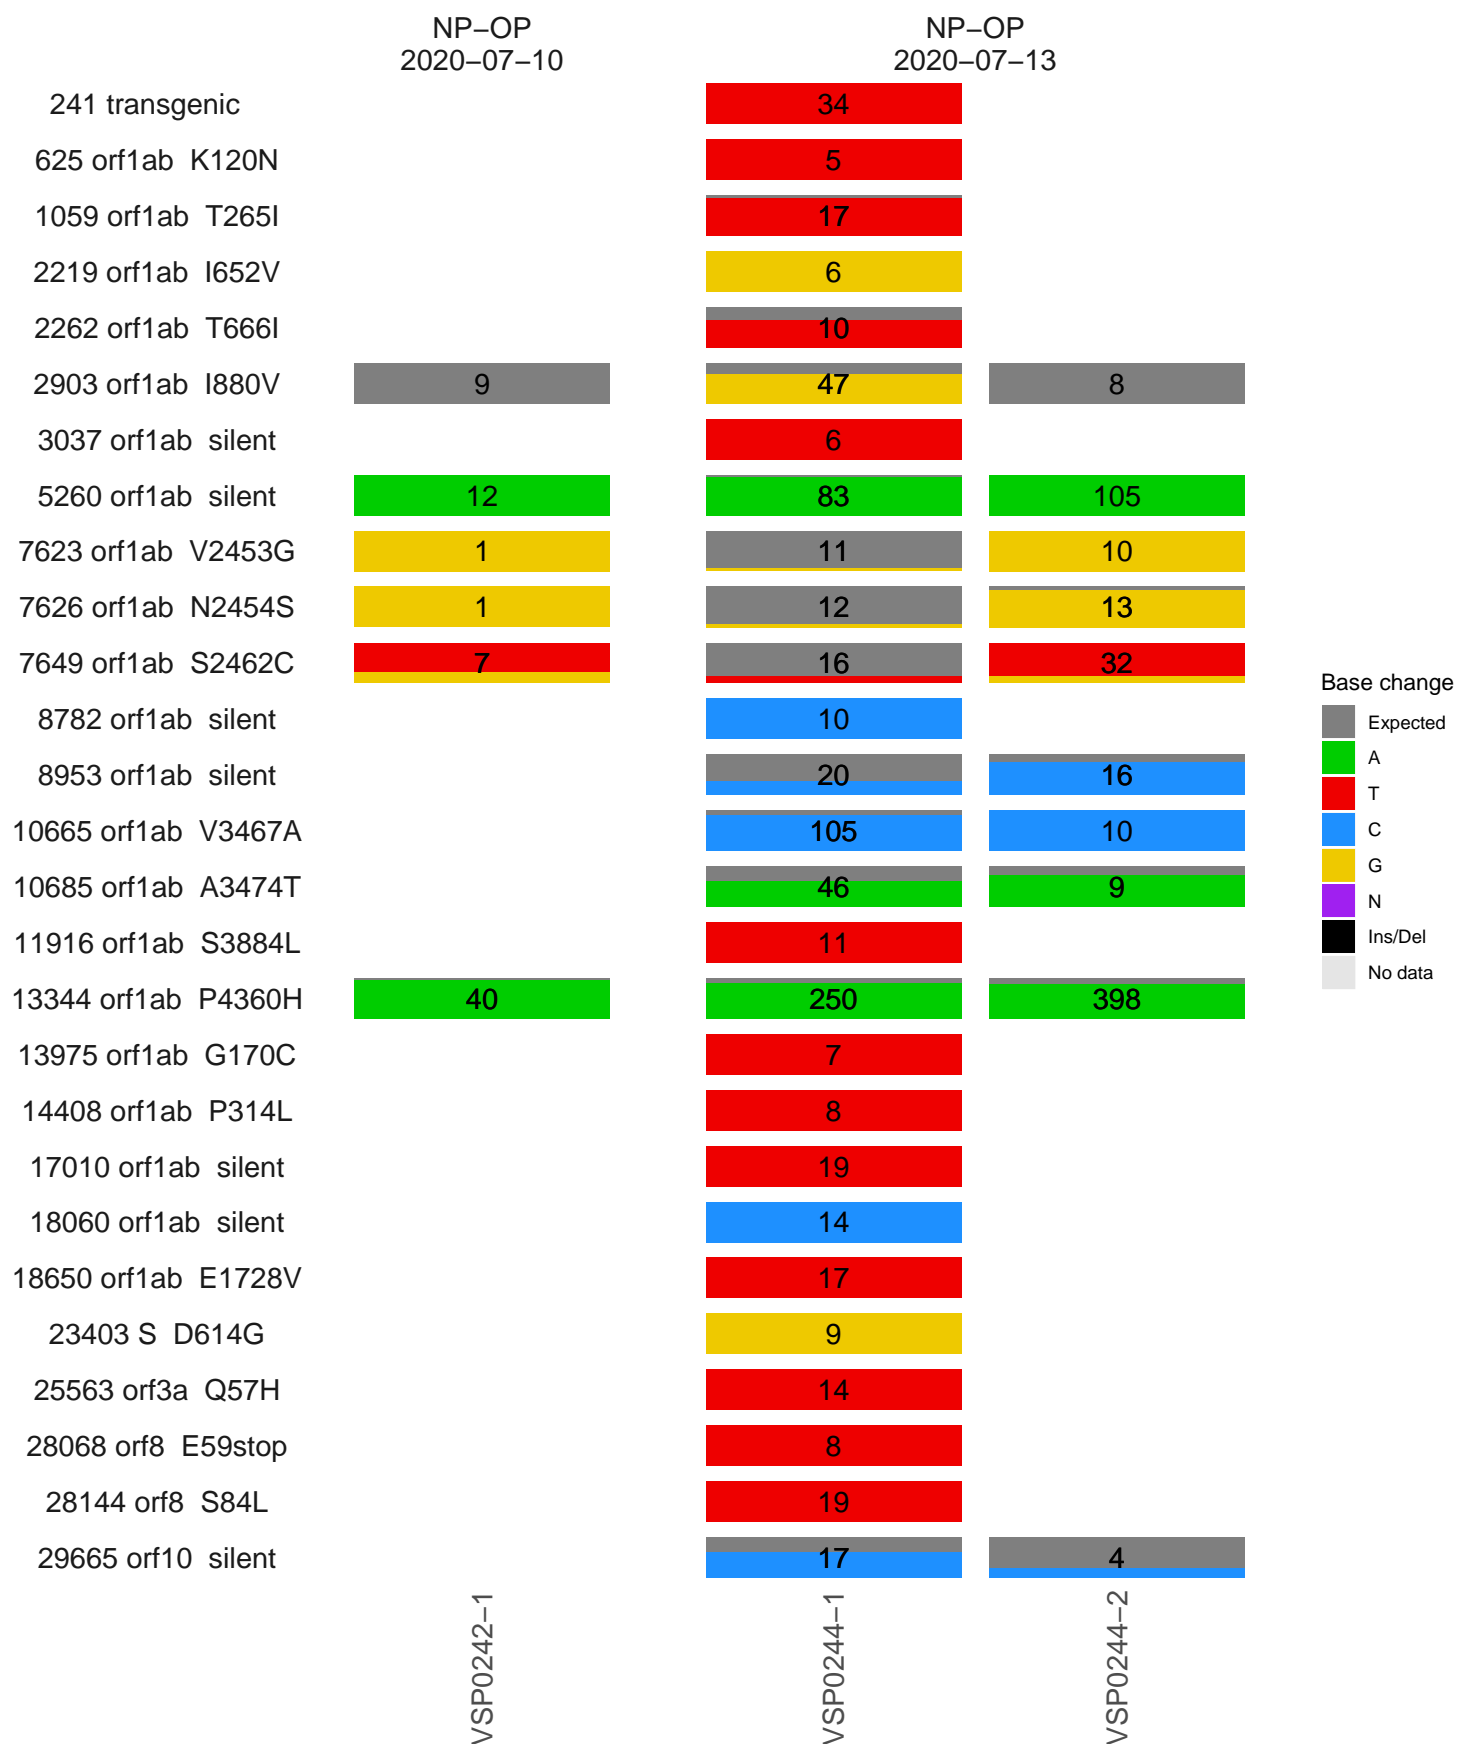 NP−OP
2020−07−10
NP−OP
2020−07−13
241 transgenic 34
625 orf1ab K120N 5
1059 orf1ab T265I 17
2219 orf1ab I652V 6
2262 orf1ab T666I 10
2903 orf1ab I880V 9 47 8
3037 orf1ab silent 6
5260 orf1ab silent 12 83 105
7623 orf1ab V2453G 1 11 10
7626 orf1ab N2454S 1 12 13
7649 orf1ab S2462C 7 16 32
8782 orf1ab silent 10
8953 orf1ab silent 20 16
10665 orf1ab V3467A 105 10
10685 orf1ab A3474T 46 9
11916 orf1ab S3884L 11
13344 orf1ab P4360H 40 250 398
13975 orf1ab G170C 7
14408 orf1ab P314L 8
17010 orf1ab silent 19
18060 orf1ab silent 14
18650 orf1ab E1728V 17
23403 S D614G 9
25563 orf3a Q57H 14
28068 orf8 E59stop 8
28144 orf8 S84L 19
29665 orf10 silent 17 4
VSP0242−1
VSP0244−1
VSP0244−2
Base change
Expected
A
T
C
G
N
Ins/Del
No data